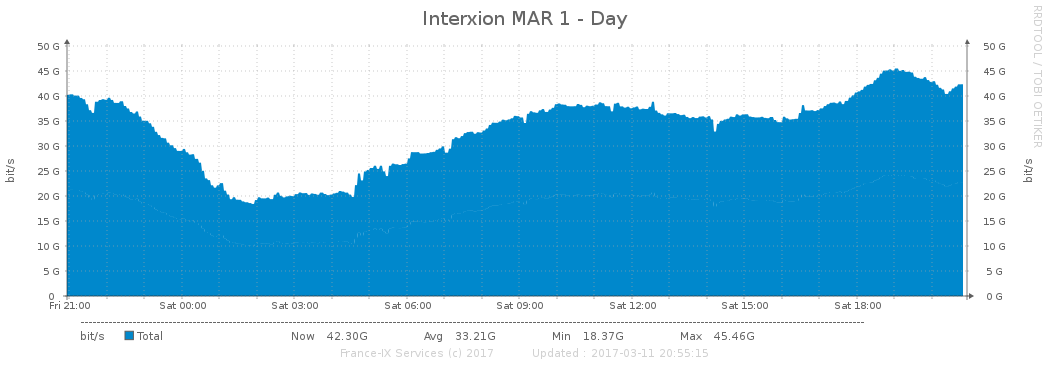 Interxion MAR 1 - Day
RRDTOOL / TOBI OETIKER
bit/s
50 G 50 G
45 G 45 G
40 G 40 G
35 G 35 G
30 G 30 G
25 G 25 G
20 G 20 G
15 G 15 G
10 G 10 G
5 G 5 G
0 0 G
bit/s
Fri 21:00 Sat 00:00 Sat 03:00 Sat 06:00 Sat 09:00 Sat 12:00 Sat 15:00 Sat 18:00
bit/s Total Now 42.30G Avg 33.21G Min 18.37G Max 45.46G
France-IX Services (c) 2017 Updated : 2017-03-11 20:55:15